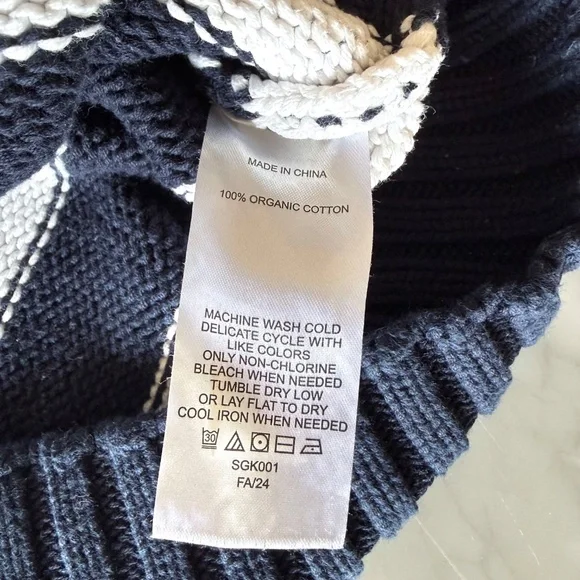 MADE IN CHINA
100% ORGANIC COTTON
MACHINE WASH COLD
DELICATE CYCLE WITH
LIKE COLORS
ONLY NON-CHLORINE
BLEACH WHEN NEEDED
TUMBLE DRY LOW
OR LAY FLAT TO DRY
COOL IRON WHEN NEEDED
30
SGK001
FA/24